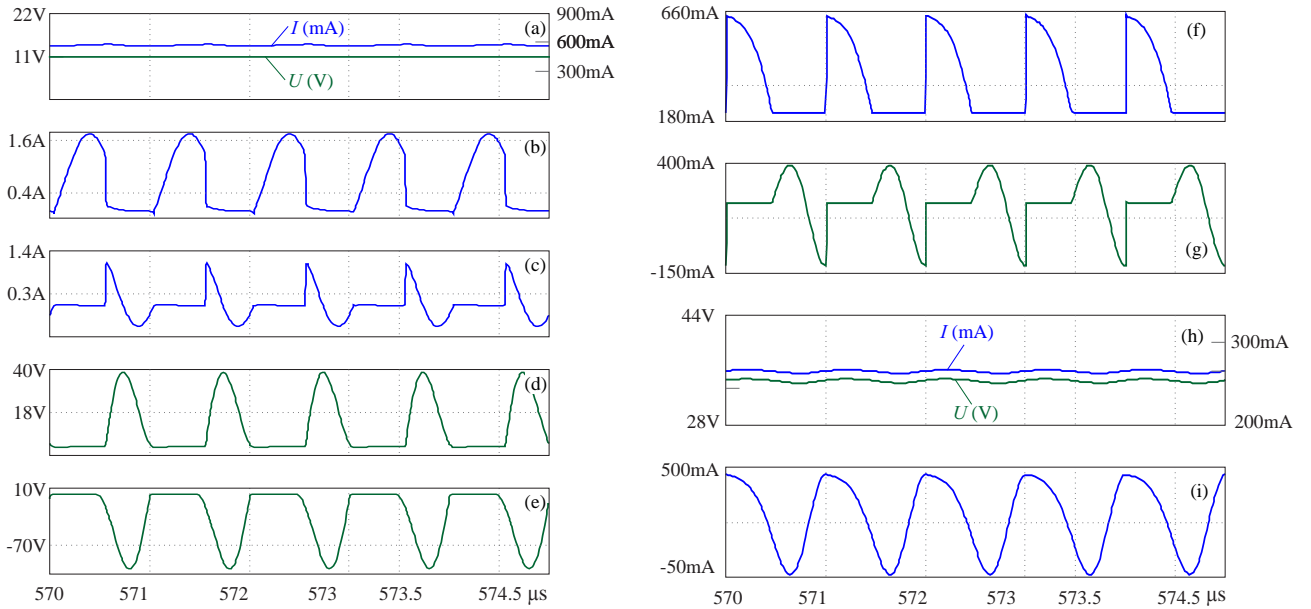 22V
(a)
900mA
I (mA)
600mA
11V
300mA
U (V)
1.6A
(b)
0.4A
1.4A
(c)
0.3A
40V
(d)
18V
10V
(e)
-70V
570 571 572 573 573.5 574.5 µs
660mA
(f)
180mA
400mA
(g)
-150mA
44V
(h)
I (mA)
300mA
U (V)
28V
200mA
500mA
(i)
-50mA
570 571 572 573 573.5 574.5 µs